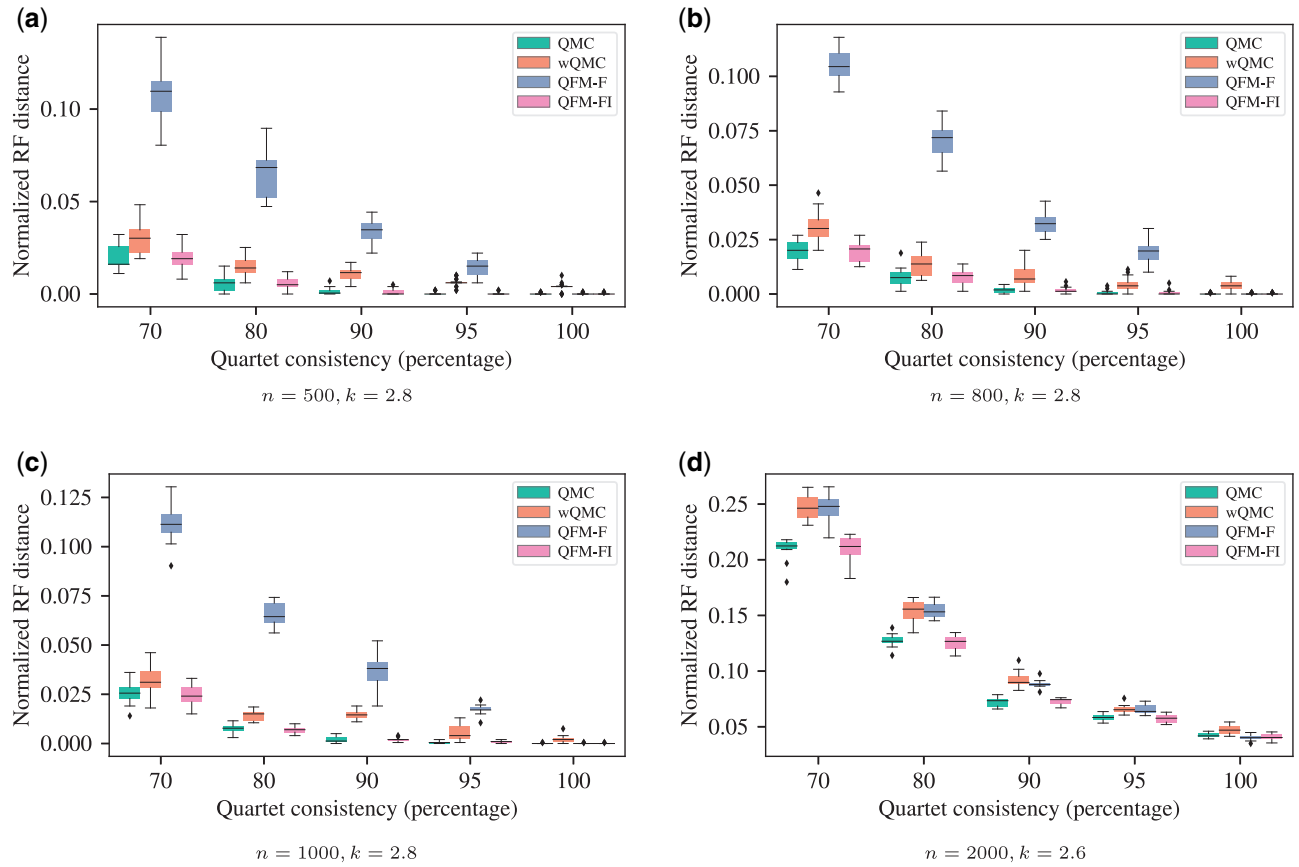 (a)
Normalized RF distance
0.10
0.05
0.00
QMC
wQMC
QFM-F
QFM-FI
70 80 90 95 100
Quartet consistency (percentage)
n = 500, k = 2.8
(b)
Normalized RF distance
0.100
0.075
0.050
0.025
0.000
QMC
wQMC
QFM-F
QFM-FI
70 80 90 95 100
Quartet consistency (percentage)
n = 800, k = 2.8
(c)
Normalized RF distance
0.125
0.100
0.075
0.050
0.025
0.000
QMC
wQMC
QFM-F
QFM-FI
70 80 90 95 100
Quartet consistency (percentage)
n = 1000, k = 2.8
(d)
Normalized RF distance
0.25
0.20
0.15
0.10
0.05
QMC
wQMC
QFM-F
QFM-FI
70 80 90 95 100
Quartet consistency (percentage)
n = 2000, k = 2.6